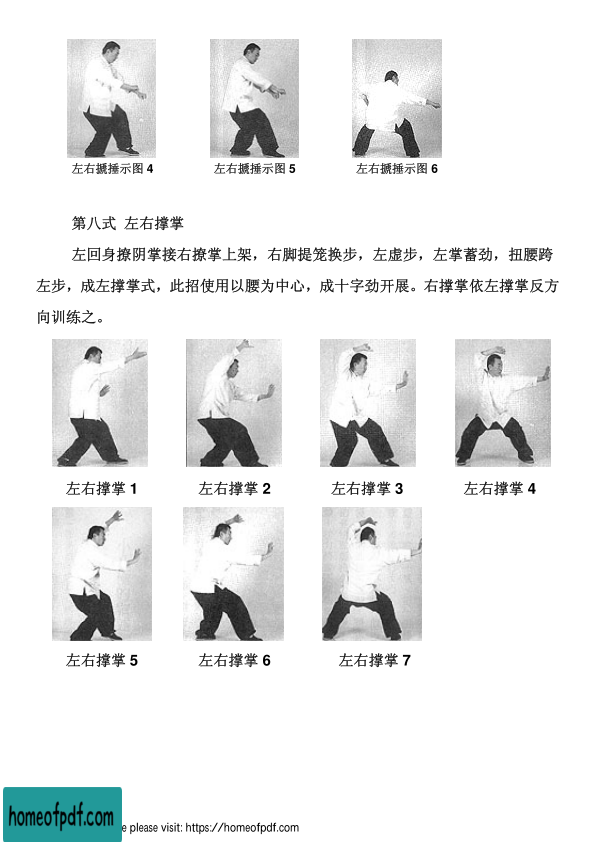 左右搋捶示图 4 左右搋捶示图 5 左右搋捶示图 6
第八式 左右撑掌
左回身撩阴掌接右撩掌上架，右脚提笼换步，左虚步，左掌蓄劲，扭腰跨
左步，成左撑掌式，此招使用以腰为中心，成十字劲开展。右撑掌依左撑掌反方
向训练之。
左右撑掌 1 左右撑掌 2 左右撑掌 3 左右撑掌 4
左右撑掌 5 左右撑掌 6 左右撑掌 7
homeofpdf.com
e please visit: https://homeofpdf.com